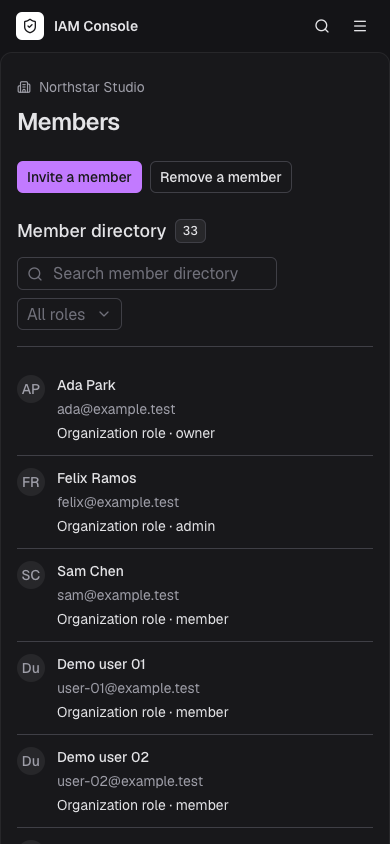 IAM Console
Northstar Studio
Members
Invite a member
Remove a member
Member directory 33
Search member directory
All roles
AP
Ada Park
ada@example.test
Organization role · owner
FR
Felix Ramos
felix@example.test
Organization role · admin
SC
Sam Chen
sam@example.test
Organization role · member
Du
Demo user 01
user-01@example.test
Organization role · member
Du
Demo user 02
user-02@example.test
Organization role · member